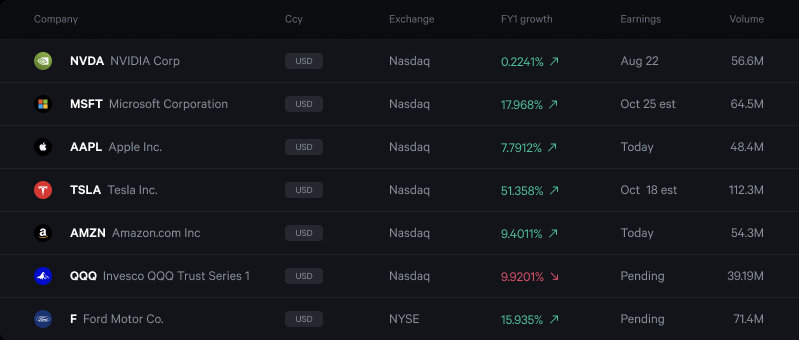 Company Ccy Exchange FY1 growth Earnings Volume
NVDA NVIDIA Corp USD Nasdaq 0.2241% ↗ Aug 22 56.6M
MSFT Microsoft Corporation USD Nasdaq 17.968% ↗ Oct 25 est 64.5M
AAPL Apple Inc. USD Nasdaq 7.7912% ↗ Today 48.4M
TSLA Tesla Inc. USD Nasdaq 51.358% ↗ Oct 18 est 112.3M
a AMZN Amazon.com Inc USD Nasdaq 9.4011% ↗ Today 54.3M
QQQ Invesco QQQ Trust Series 1 USD Nasdaq 9.9201% ↘ Pending 39.19M
Ford F Ford Motor Co. USD NYSE 15.935% ↗ Pending 71.4M